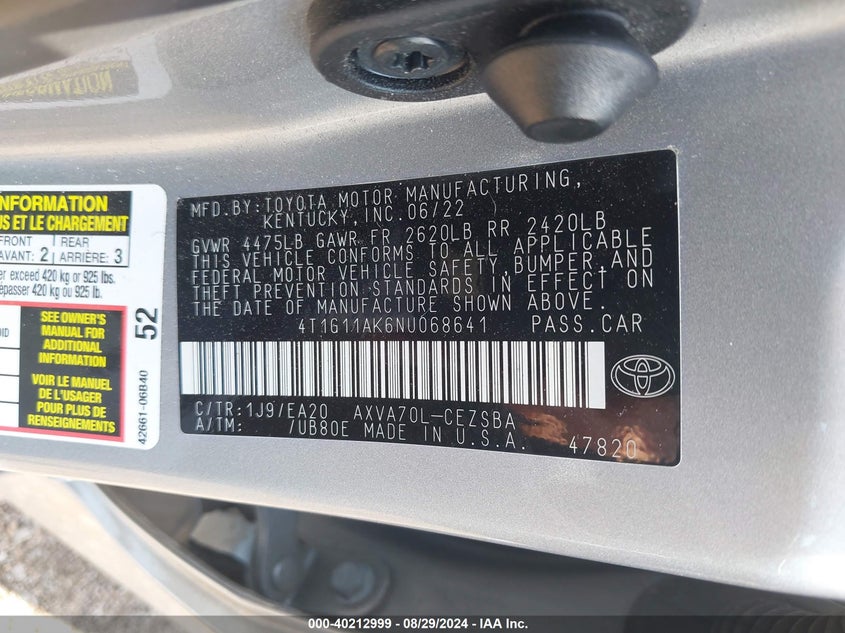 NFORMATION
US ET LE CHARGEMENT
FRONT
AVANT: 2
REAR
ARRIÈRE: 3
er exceed 420 kg or 925 lbs.
épasser 420 kg ou 925 lb.
SEE OWNER'S
MANUAL FOR
ADDITIONAL
INFORMATION
VOIR LE MANUEL
DE L'USAGER
POUR PLUS DE
RENSEIGNEMENTS
52
42661-06B40
MFD.BY:TOYOTA MOTOR MANUFACTURING,
KENTUCKY,INC.06/22
GVWR 4475LB GAWR FR 2620LB RR 2420LB
THIS VEHICLE CONFORMS TO ALL APPLICABLE
FEDERAL MOTOR VEHICLE SAFETY,BUMPER,AND
THEFT PREVENTION STANDARDS IN EFFECT ON
THE DATE OF MANUFACTURE SHOWN ABOVE.
4T1G11AK6NU068641 PASS.CAR
C/TR:1J9/EA20 AXVA70L-CEZSBA
A/TM: /UB80E MADE IN U.S.A. 47820
000-40212999 - 08/29/2024 - IAA Inc.